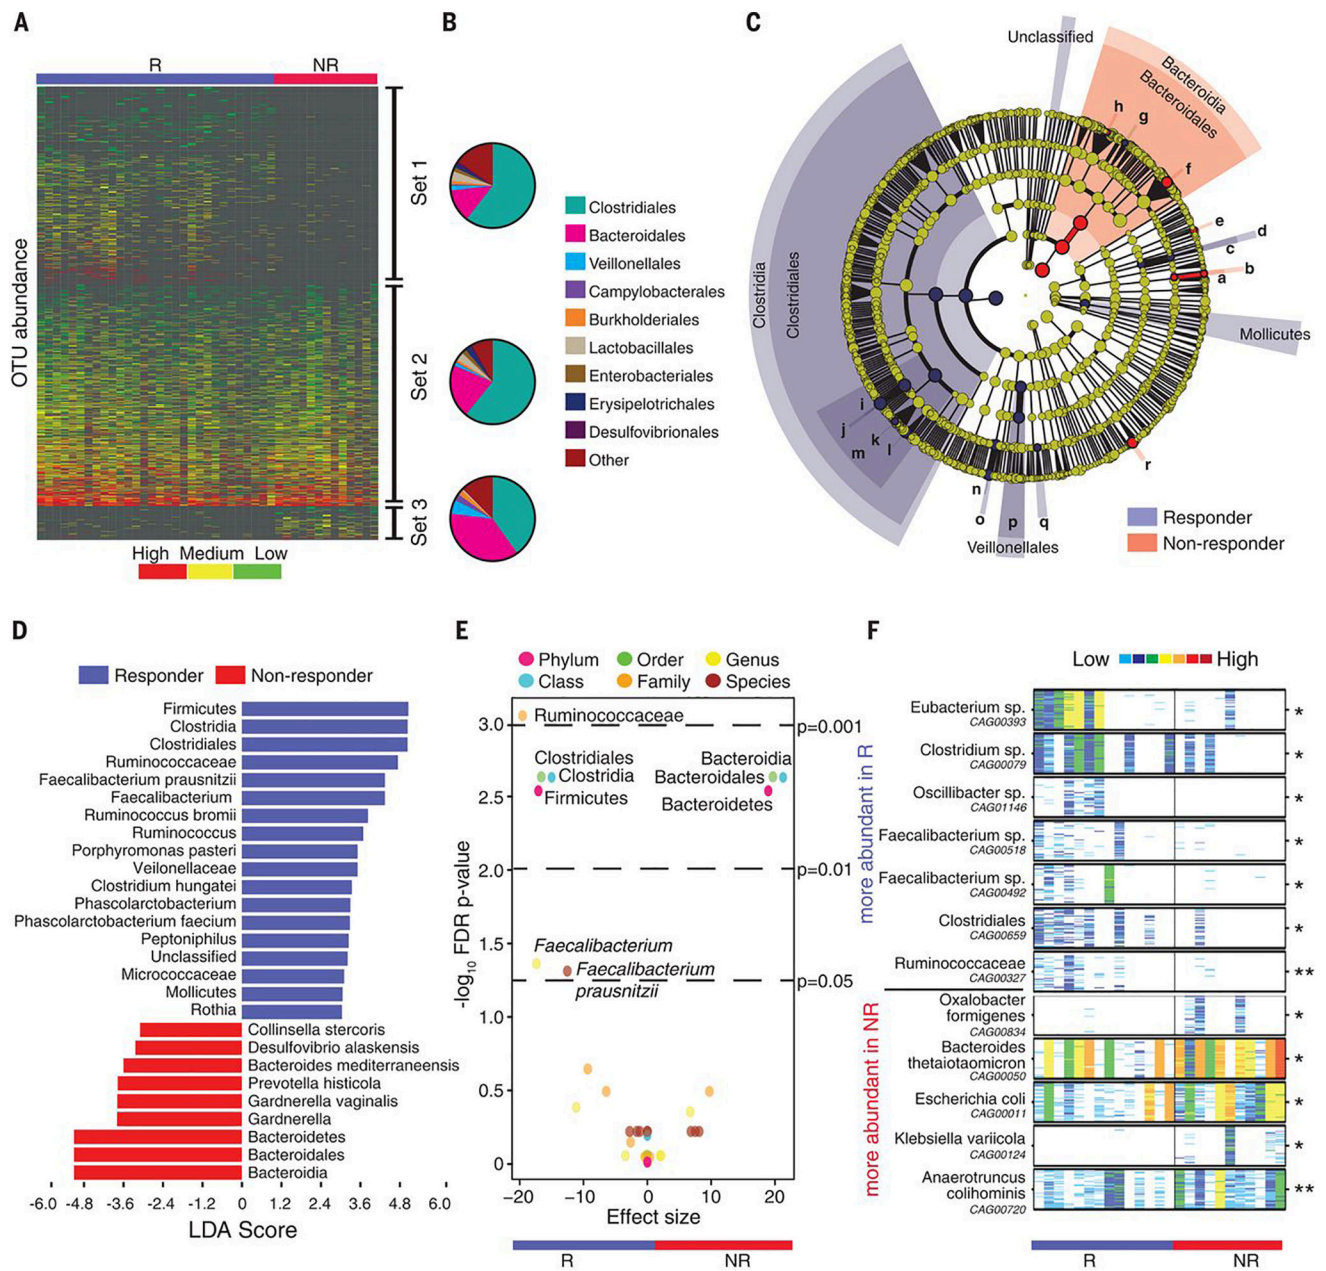 A
R NR
OTU abundance
Set 1
Set 2
Set 3
High Medium Low
B
Clostridiales
Bacteroidales
Veillonellales
Campylobacterales
Burkholderiales
Lactobacillales
Enterobacteriales
Erysipelotrichales
Desulfovibrionales
Other
C
Unclassified
Bacteroidia
Bacteroidales
Clostridia
Clostridiales
h
g
f
e
d
c
b
a
Mollicutes
i
j
k
m
l
n
o
p
q
r
Veillonellales
Responder
Non-responder
D
Responder Non-responder
Firmicutes
Clostridia
Clostridiales
Ruminococcaceae
Faecalibacterium prausnitzii
Faecalibacterium
Ruminococcus bromii
Ruminococcus
Porphyromonas pasteri
Veilonellaceae
Clostridium hungatei
Phascolarctobacterium
Phascolarctobacterium faecium
Peptoniphilus
Unclassified
Micrococcaceae
Mollicutes
Rothia
Collinsella stercoris
Desulfovibrio alaskensis
Bacteroides mediterraneensis
Prevotella histicola
Gardnerella vaginalis
Gardnerella
Bacteroidetes
Bacteroidales
Bacteroidia
-6.0 -4.8 -3.6 -2.4 -1.2 0 1.2 2.4 3.6 4.8 6.0
LDA Score
E
Phylum Order Genus
Class Family Species
-log10 FDR p-value
3.0
2.5
2.0
1.5
1.0
0.5
0
Ruminococcaceae
p=0.001
Clostridiales
Clostridia
Firmicutes
Bacteroidia
Bacteroidales
Bacteroidetes
p=0.01
Faecalibacterium
Faecalibacterium
prausnitzii
p=0.05
−20 −10 0 10 20
Effect size
R NR
F
Low High
more abundant in R
Eubacterium sp.
CAG00393 *
Clostridium sp.
CAG00079 *
Oscillibacter sp.
CAG01146 *
Faecalibacterium sp.
CAG00518 *
Faecalibacterium sp.
CAG00492 *
Clostridiales
CAG00659 *
Ruminococcaceae
CAG00327 **
more abundant in NR
Oxalobacter
formigenes
CAG00834 *
Bacteroides
thetaiotaomicron
CAG00050 *
Escherichia coli
CAG00011 *
Klebsiella variicola
CAG00124 *
Anaerotruncus
colihominis
CAG00720 **
R NR